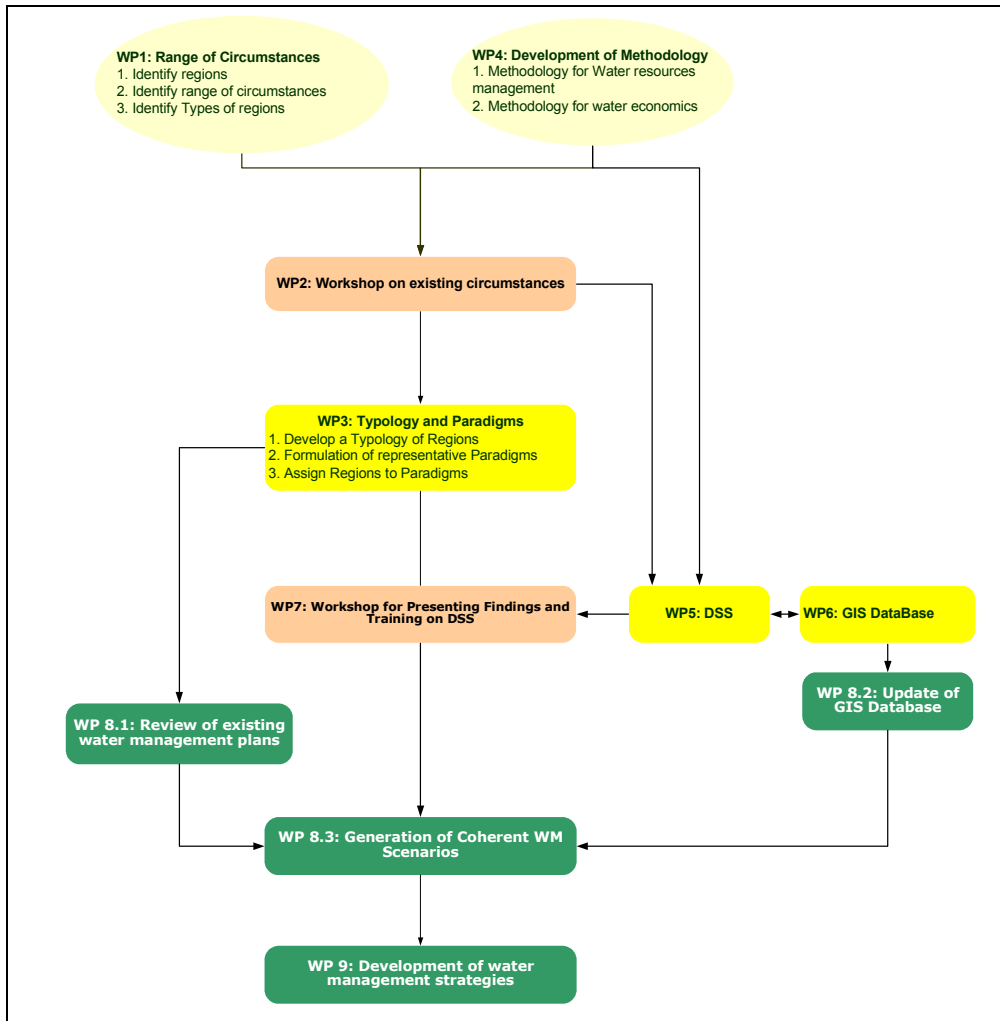 WP1: Range of Circumstances
1. Identify regions
2. Identify range of circumstances
3. Identify Types of regions
WP4: Development of Methodology
1. Methodology for Water resources
management
2. Methodology for water economics
WP2: Workshop on existing circumstances
WP3: Typology and Paradigms
1. Develop a Typology of Regions
2. Formulation of representative Paradigms
3. Assign Regions to Paradigms
WP7: Workshop for Presenting Findings and
Training on DSS
WP5: DSS
WP6: GIS DataBase
WP 8.1: Review of existing
water management plans
WP 8.2: Update of
GIS Database
WP 8.3: Generation of Coherent WM
Scenarios
WP 9: Development of water
management strategies